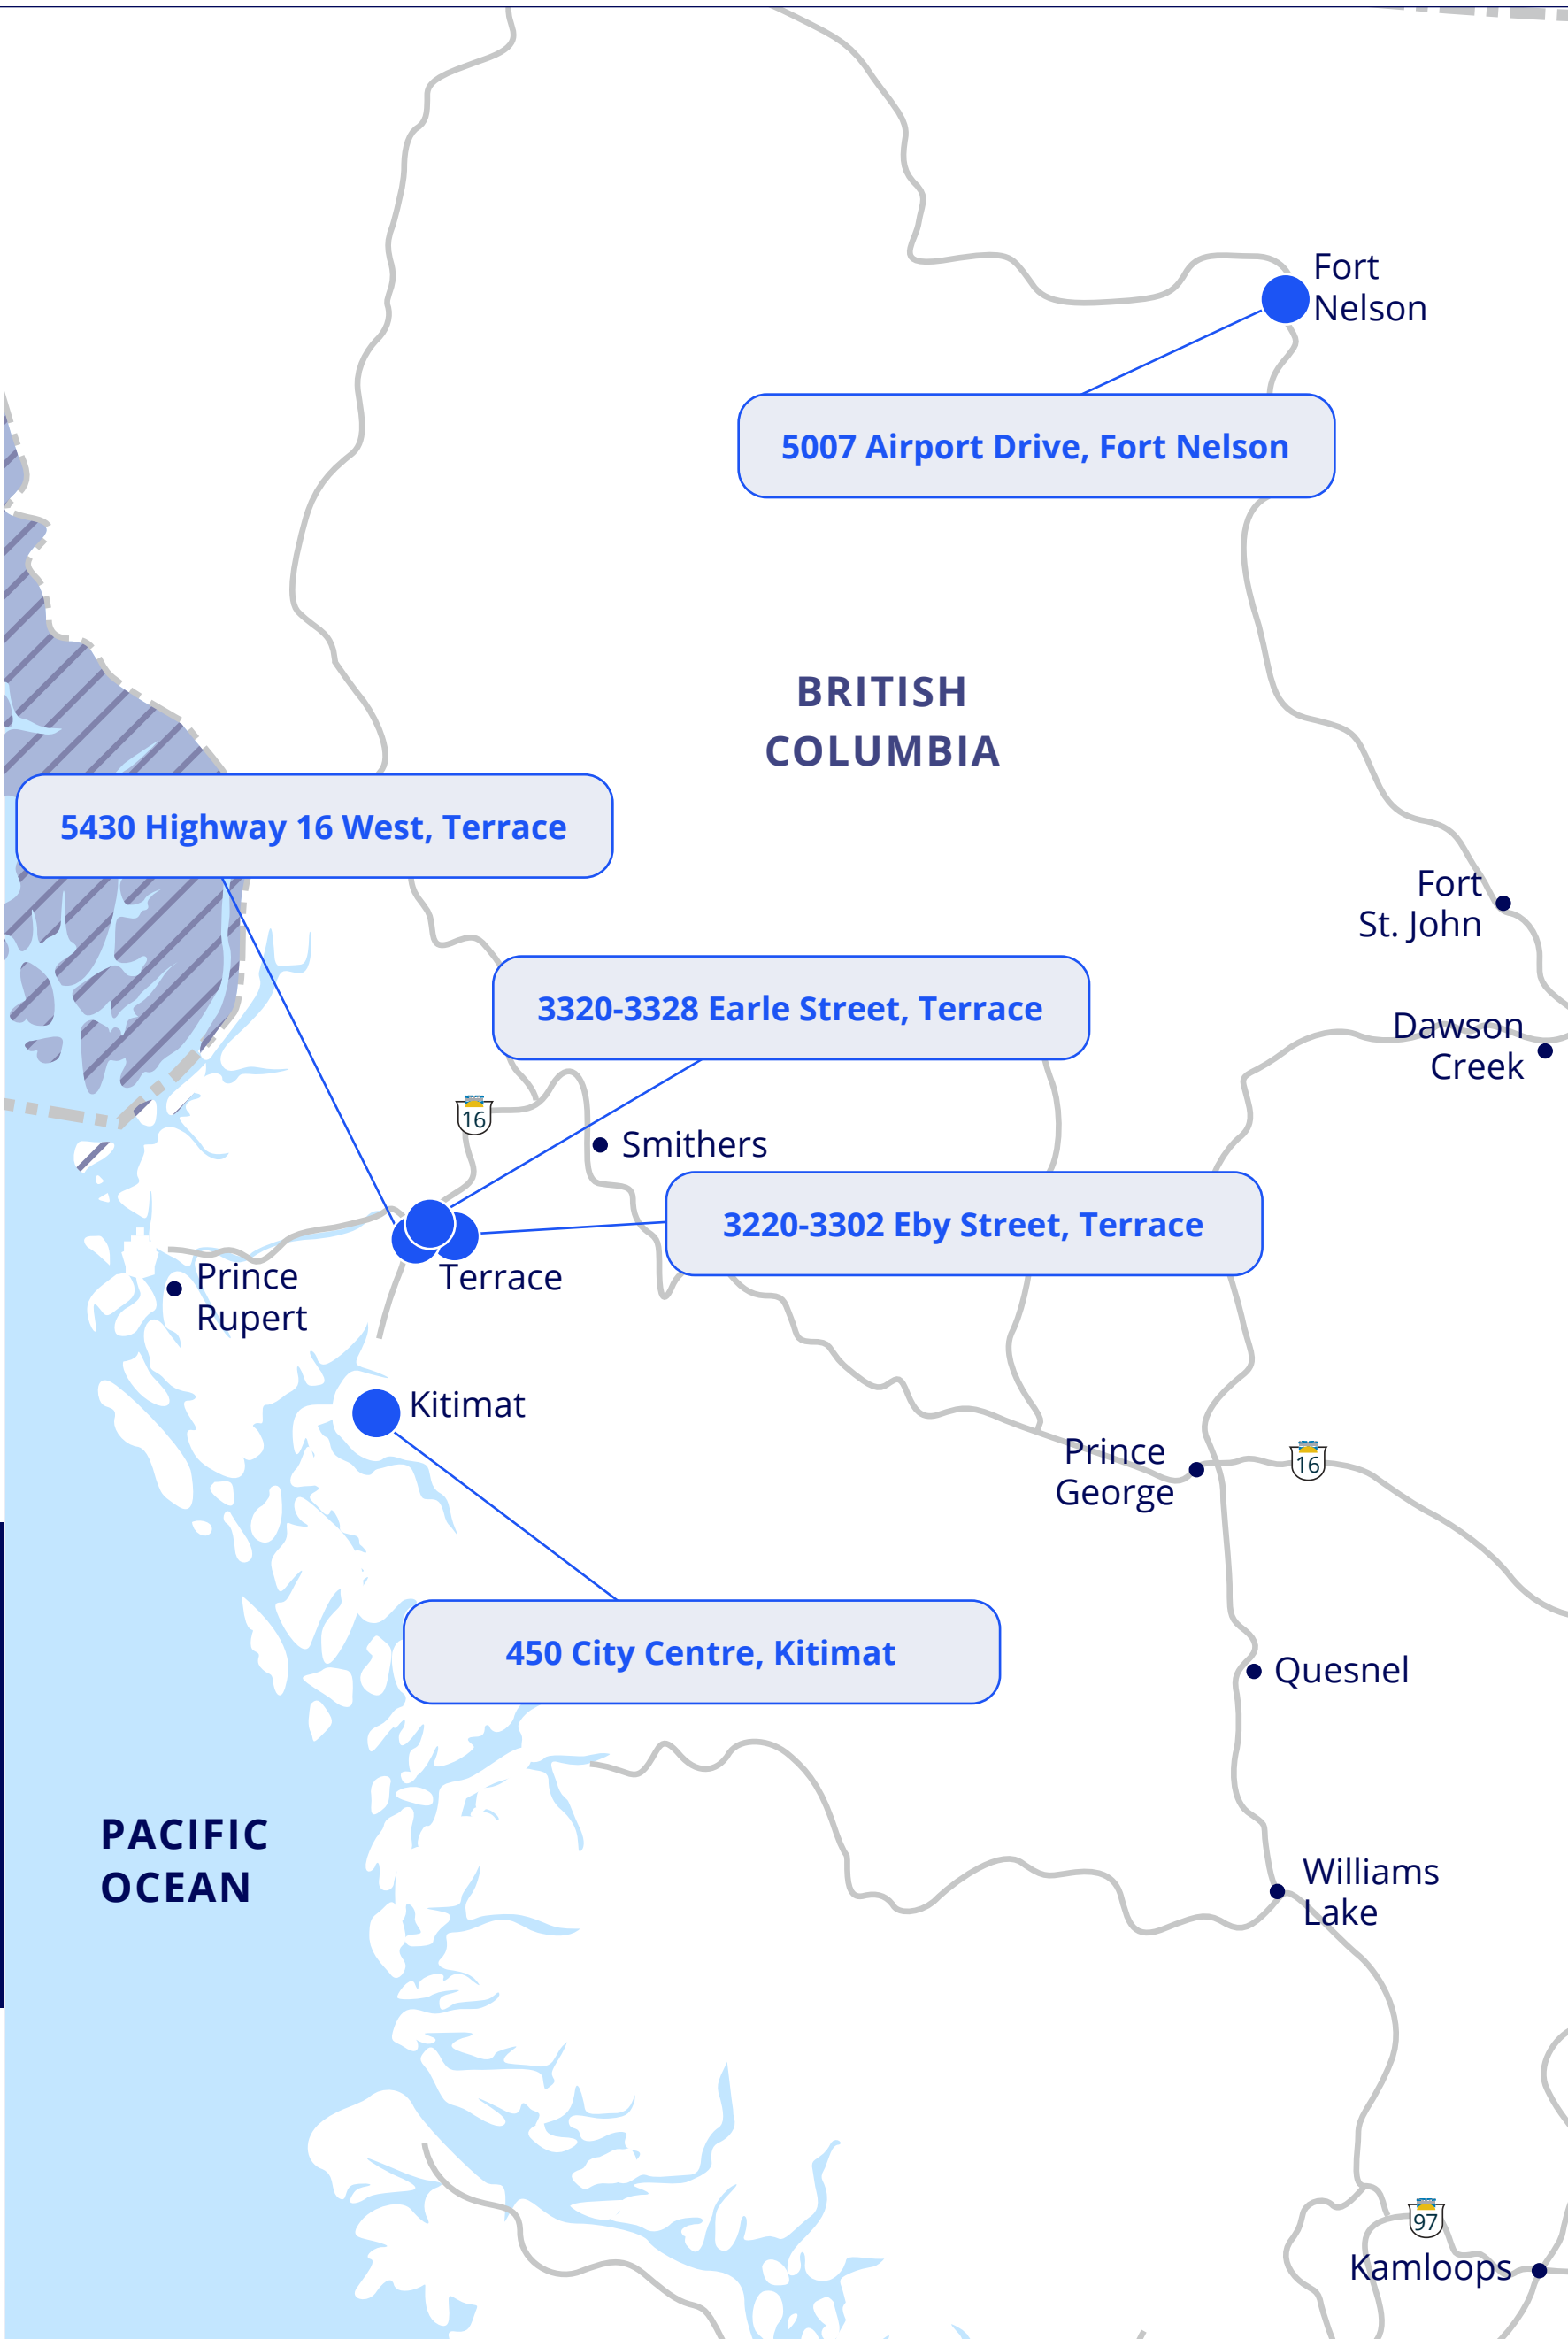 Fort
Nelson
5007 Airport Drive, Fort Nelson
BRITISH
COLUMBIA
5430 Highway 16 West, Terrace
Fort
St. John
3320-3328 Earle Street, Terrace
Dawson
Creek
16
Smithers
3220-3302 Eby Street, Terrace
Terrace
Prince
Rupert
Kitimat
Prince
George
16
450 City Centre, Kitimat
Quesnel
PACIFIC
OCEAN
Williams
Lake
97
Kamloops